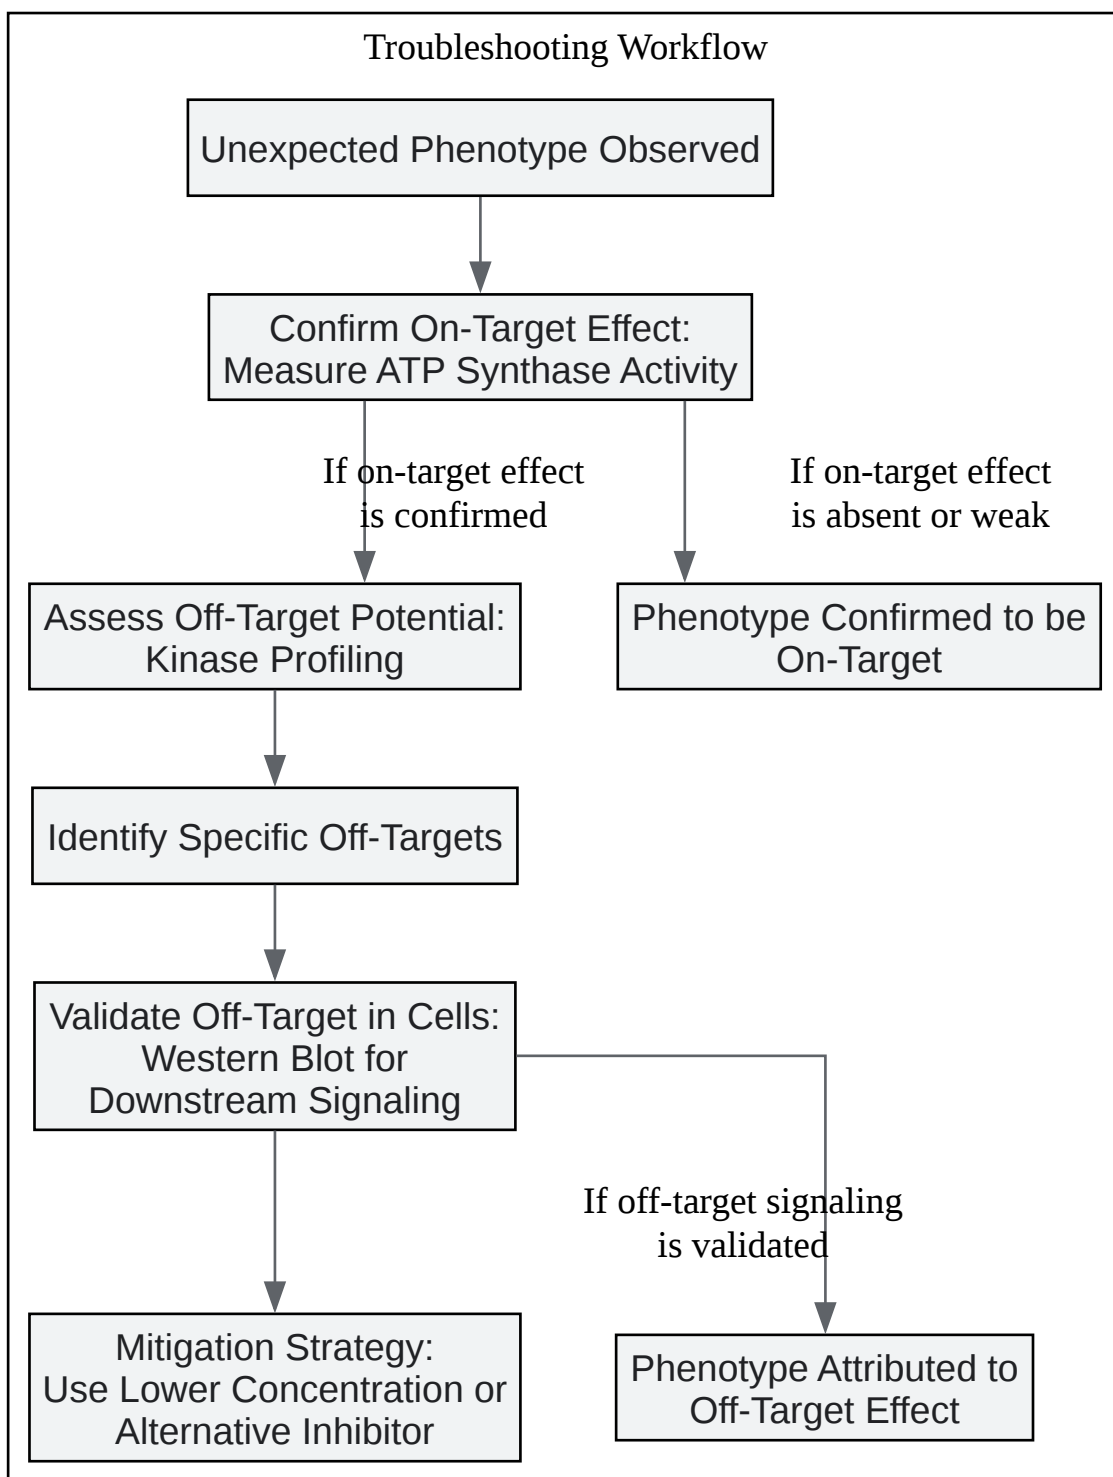 Troubleshooting Workflow
Unexpected Phenotype Observed
Confirm On-Target Effect:
Measure ATP Synthase Activity
If on-target effect
is confirmed
If on-target effect
is absent or weak
Assess Off-Target Potential:
Kinase Profiling
Phenotype Confirmed to be
On-Target
Identify Specific Off-Targets
Validate Off-Target in Cells:
Western Blot for
Downstream Signaling
If off-target signaling
is validated
Mitigation Strategy:
Use Lower Concentration or
Alternative Inhibitor
Phenotype Attributed to
Off-Target Effect